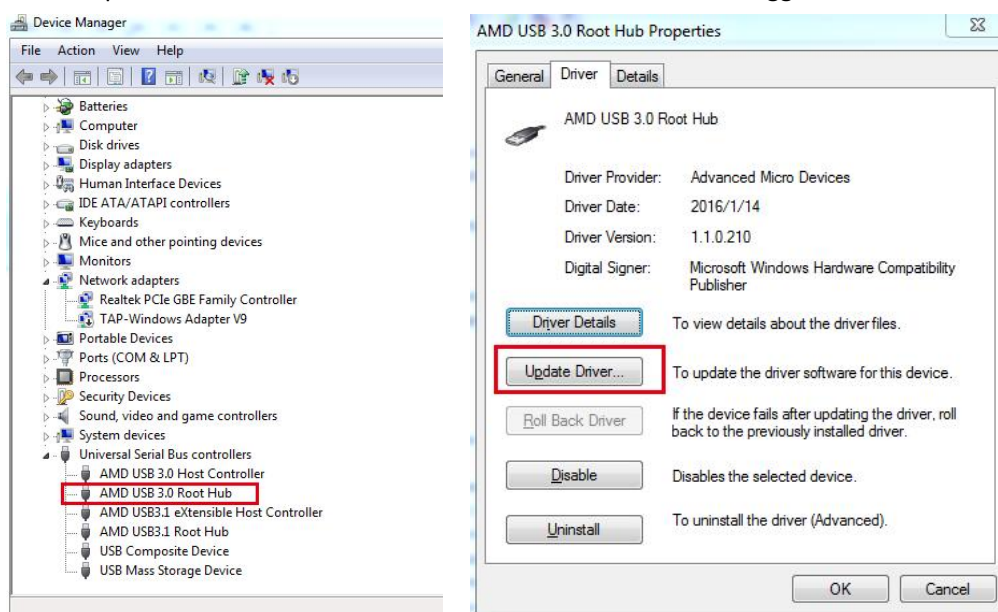 Device Manager
File Action View Help
Batteries
Computer
Disk drives
Display adapters
Human Interface Devices
IDE ATA/ATAPI controllers
Keyboards
Mice and other pointing devices
Monitors
Network adapters
Realtek PCIe GBE Family Controller
TAP-Windows Adapter V9
Portable Devices
Ports (COM & LPT)
Processors
Security Devices
Sound, video and game controllers
System devices
Universal Serial Bus controllers
AMD USB 3.0 Host Controller
AMD USB 3.0 Root Hub
AMD USB3.1 eXtensible Host Controller
AMD USB3.1 Root Hub
USB Composite Device
USB Mass Storage Device
AMD USB 3.0 Root Hub Properties
General Driver Details
AMD USB 3.0 Root Hub
Driver Provider: Advanced Micro Devices
Driver Date: 2016/1/14
Driver Version: 1.1.0.210
Digital Signer: Microsoft Windows Hardware Compatibility
Publisher
Driver Details To view details about the driver files.
Update Driver... To update the driver software for this device.
Roll Back Driver If the device fails after updating the driver, roll
back to the previously installed driver.
Disable Disables the selected device.
Uninstall To uninstall the driver (Advanced).
OK Cancel